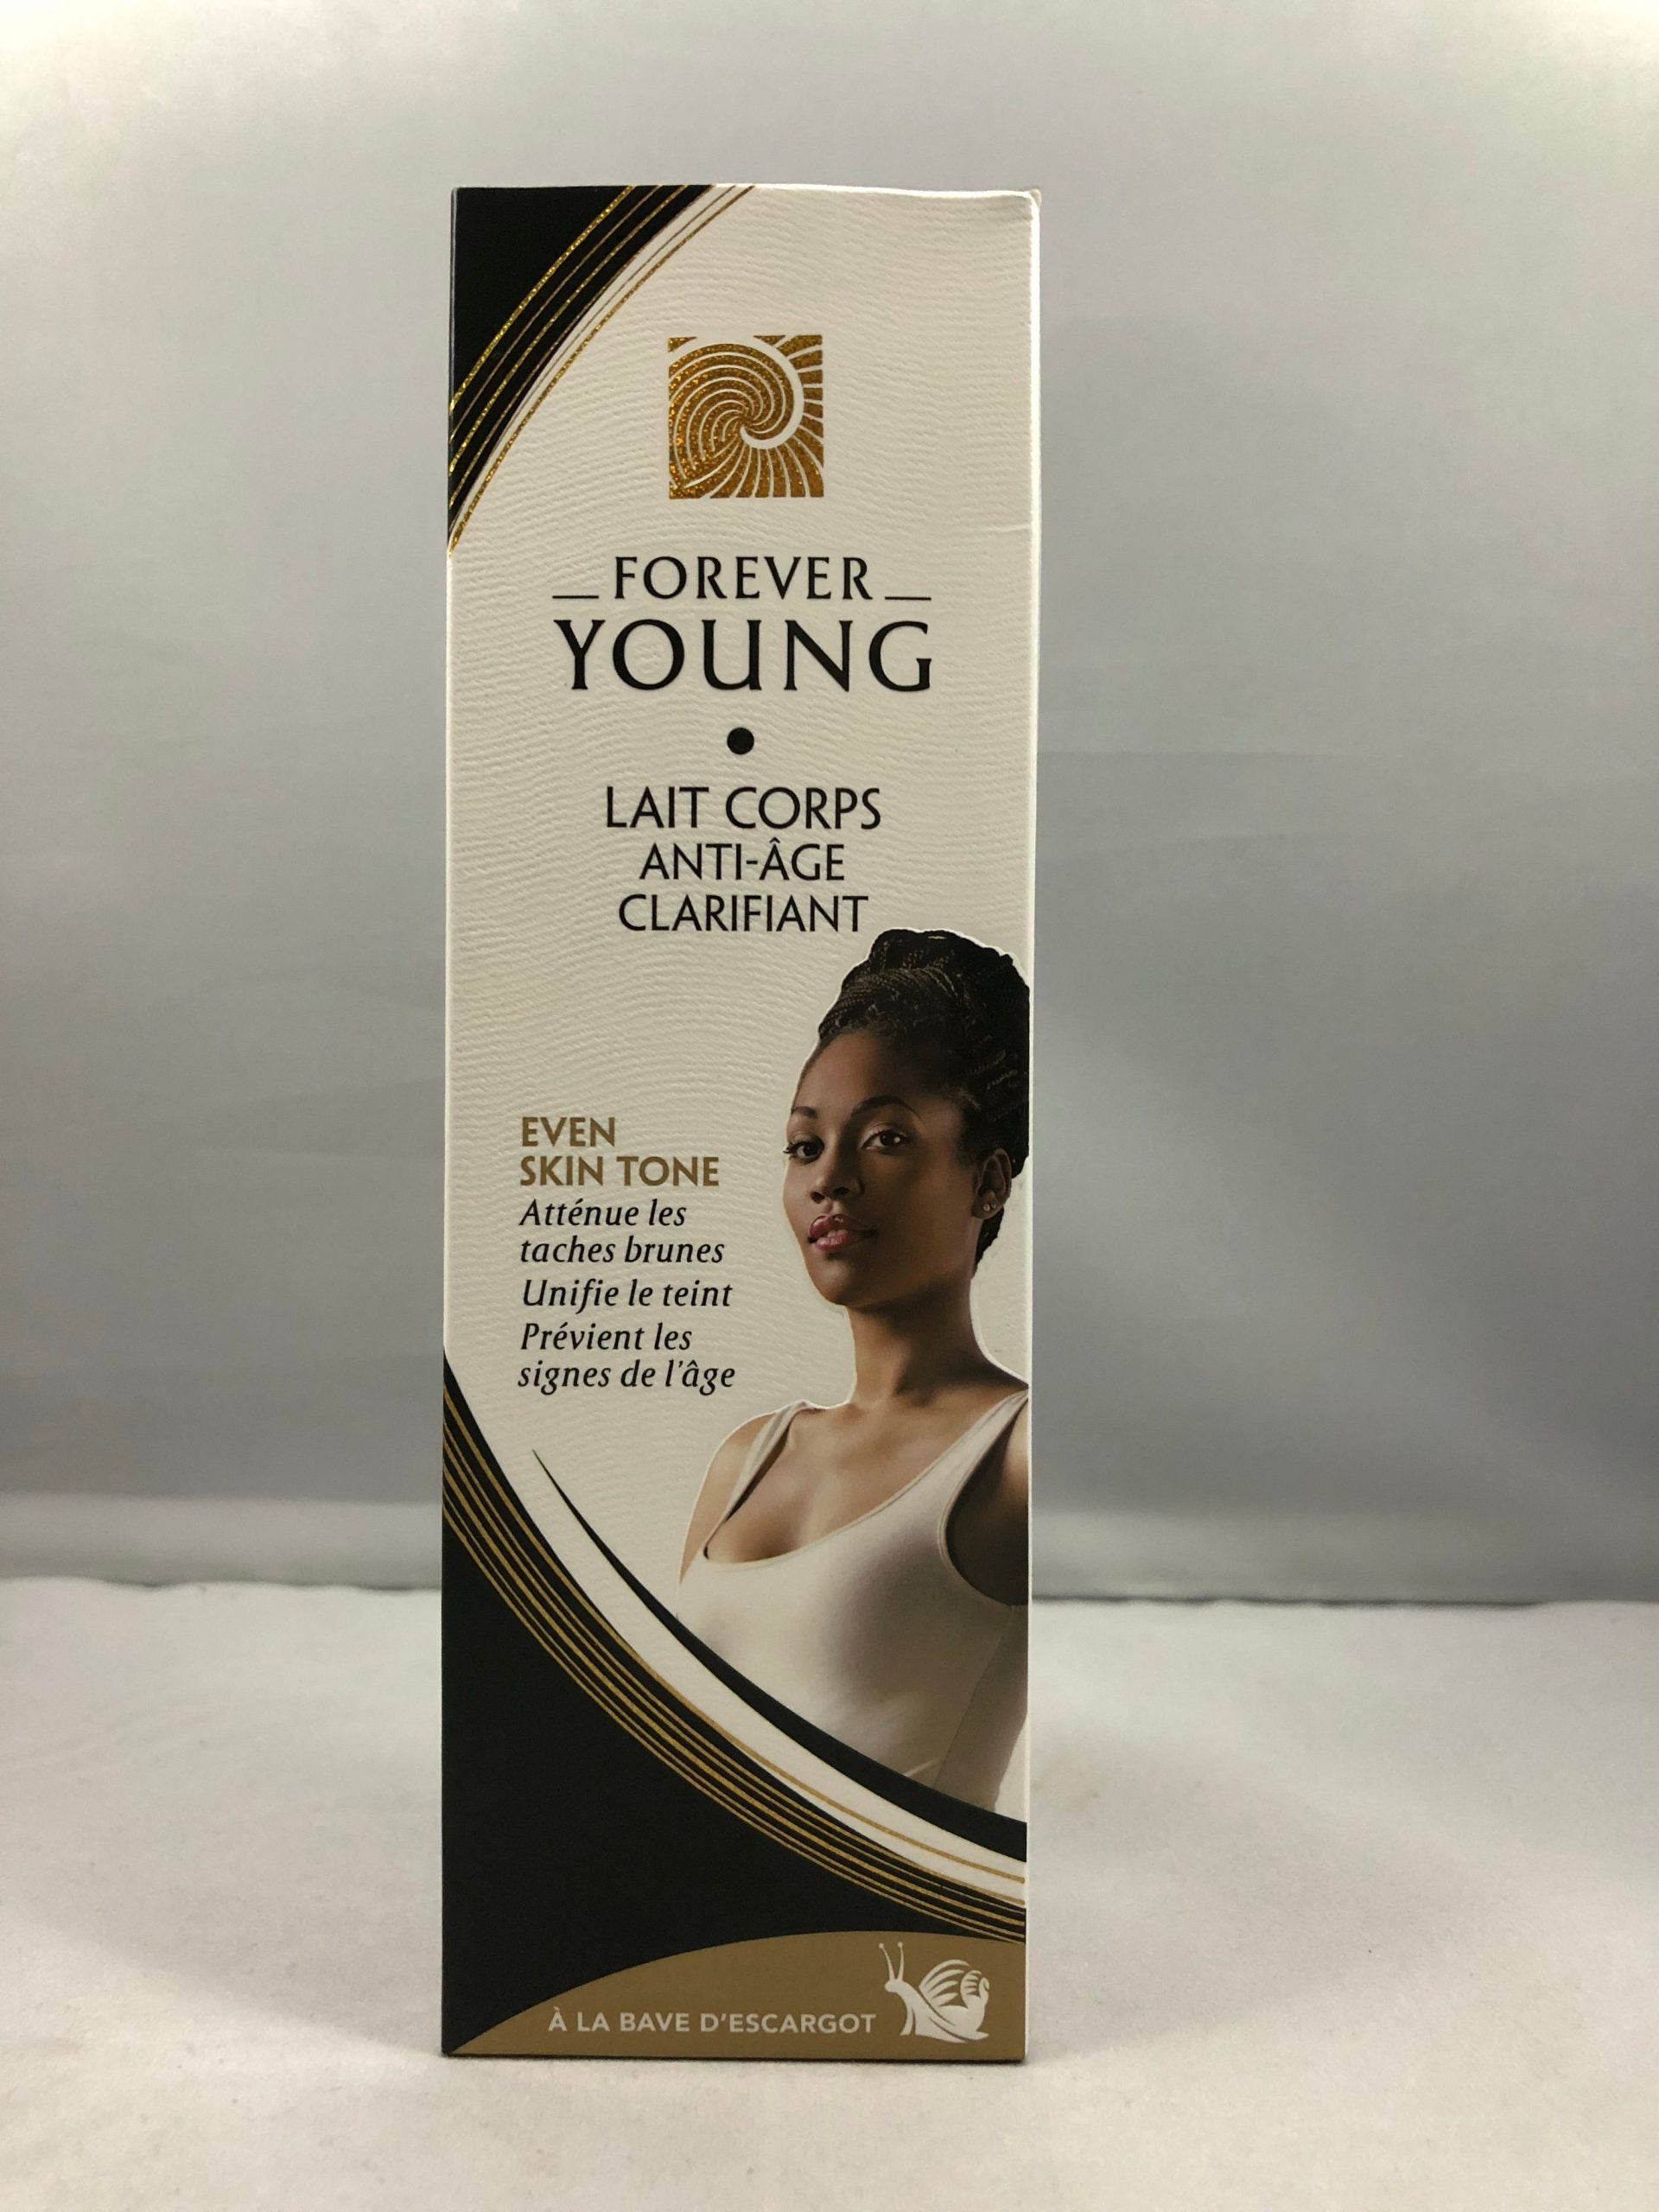 FOREVER
YOUNG
LAIT CORPS
ANTI-ÂGE
CLARIFIANT
EVEN
SKIN TONE
Atténue les
taches brunes
Unifie le teint
Prévient les
signes de l'âge
À LA BAVE D'ESCARGOT